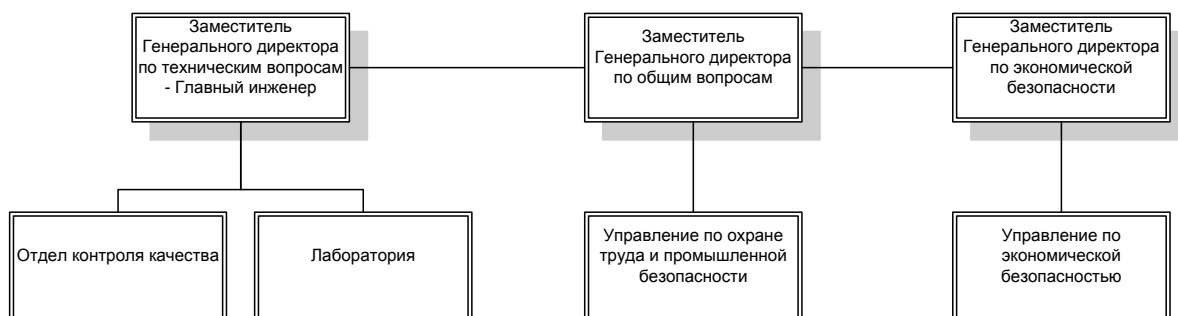 Заместитель
Генерального директора
по техническим вопросам
- Главный инженер
Заместитель
Генерального директора
по общим вопросам
Заместитель
Генерального директора
по экономической
безопасности
Отдел контроля качества
Лаборатория
Управление по охране
труда и промышленной
безопасности
Управление по
экономической
безопасностью